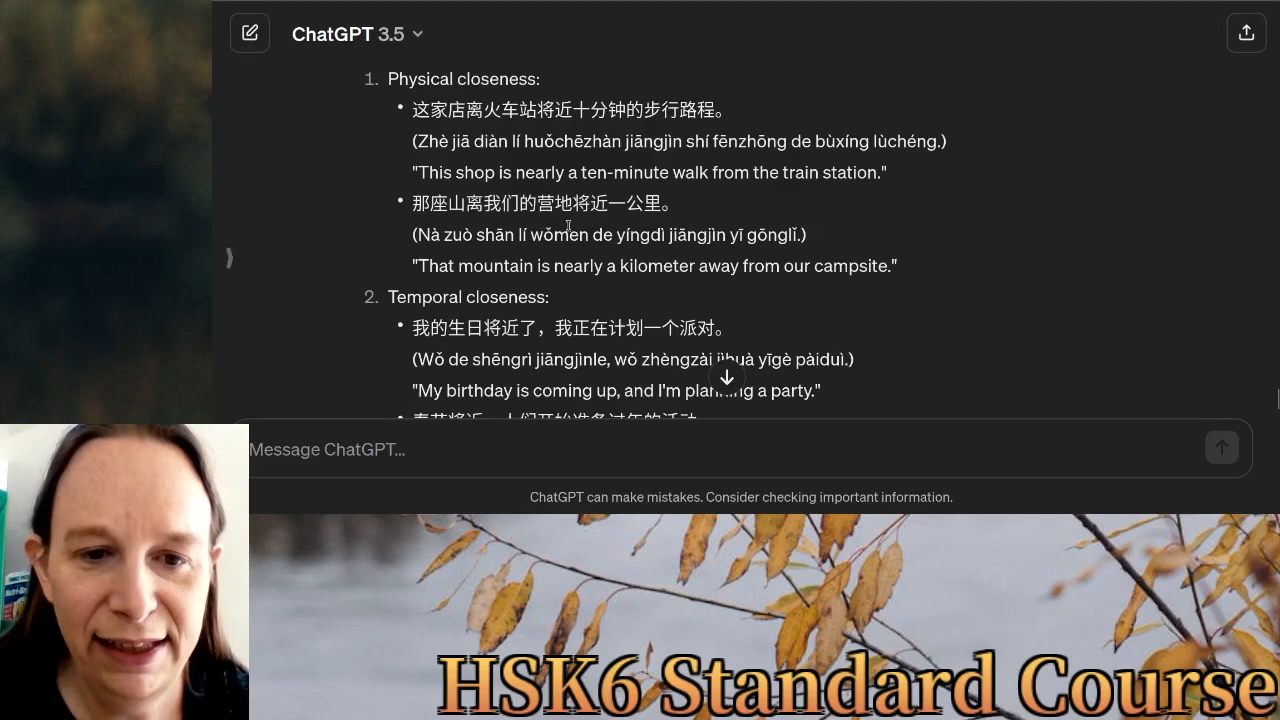 ChatGPT 3.5
1. Physical closeness:
• 这家店离火车站将近十分钟的步行路程。
(Zhè jiā diàn lí huǒchēzhàn jiāngjìn shí fēnzhōng de bùxíng lùchéng.)
"This shop is nearly a ten-minute walk from the train station."
• 那座山离我们的营地将近一公里。
(Nà zuò shān lí wǒmen de yíngdì jiāngjìn yī gōnglǐ.)
"That mountain is nearly a kilometer away from our campsite."
2. Temporal closeness:
• 我的生日将近了，我正在计划一个派对。
(Wǒ de shēngrì jiāngjìnle, wǒ zhèngzài jìhuà yīgè pàiduì.)
"My birthday is coming up, and I'm planning a party."
Message ChatGPT...
ChatGPT can make mistakes. Consider checking important information.
HSK6 Standard Course